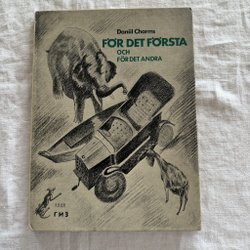 Daniil Charms
FÖR DET FÖRSTA
OCH
FÖR DET ANDRA
ГИЗ